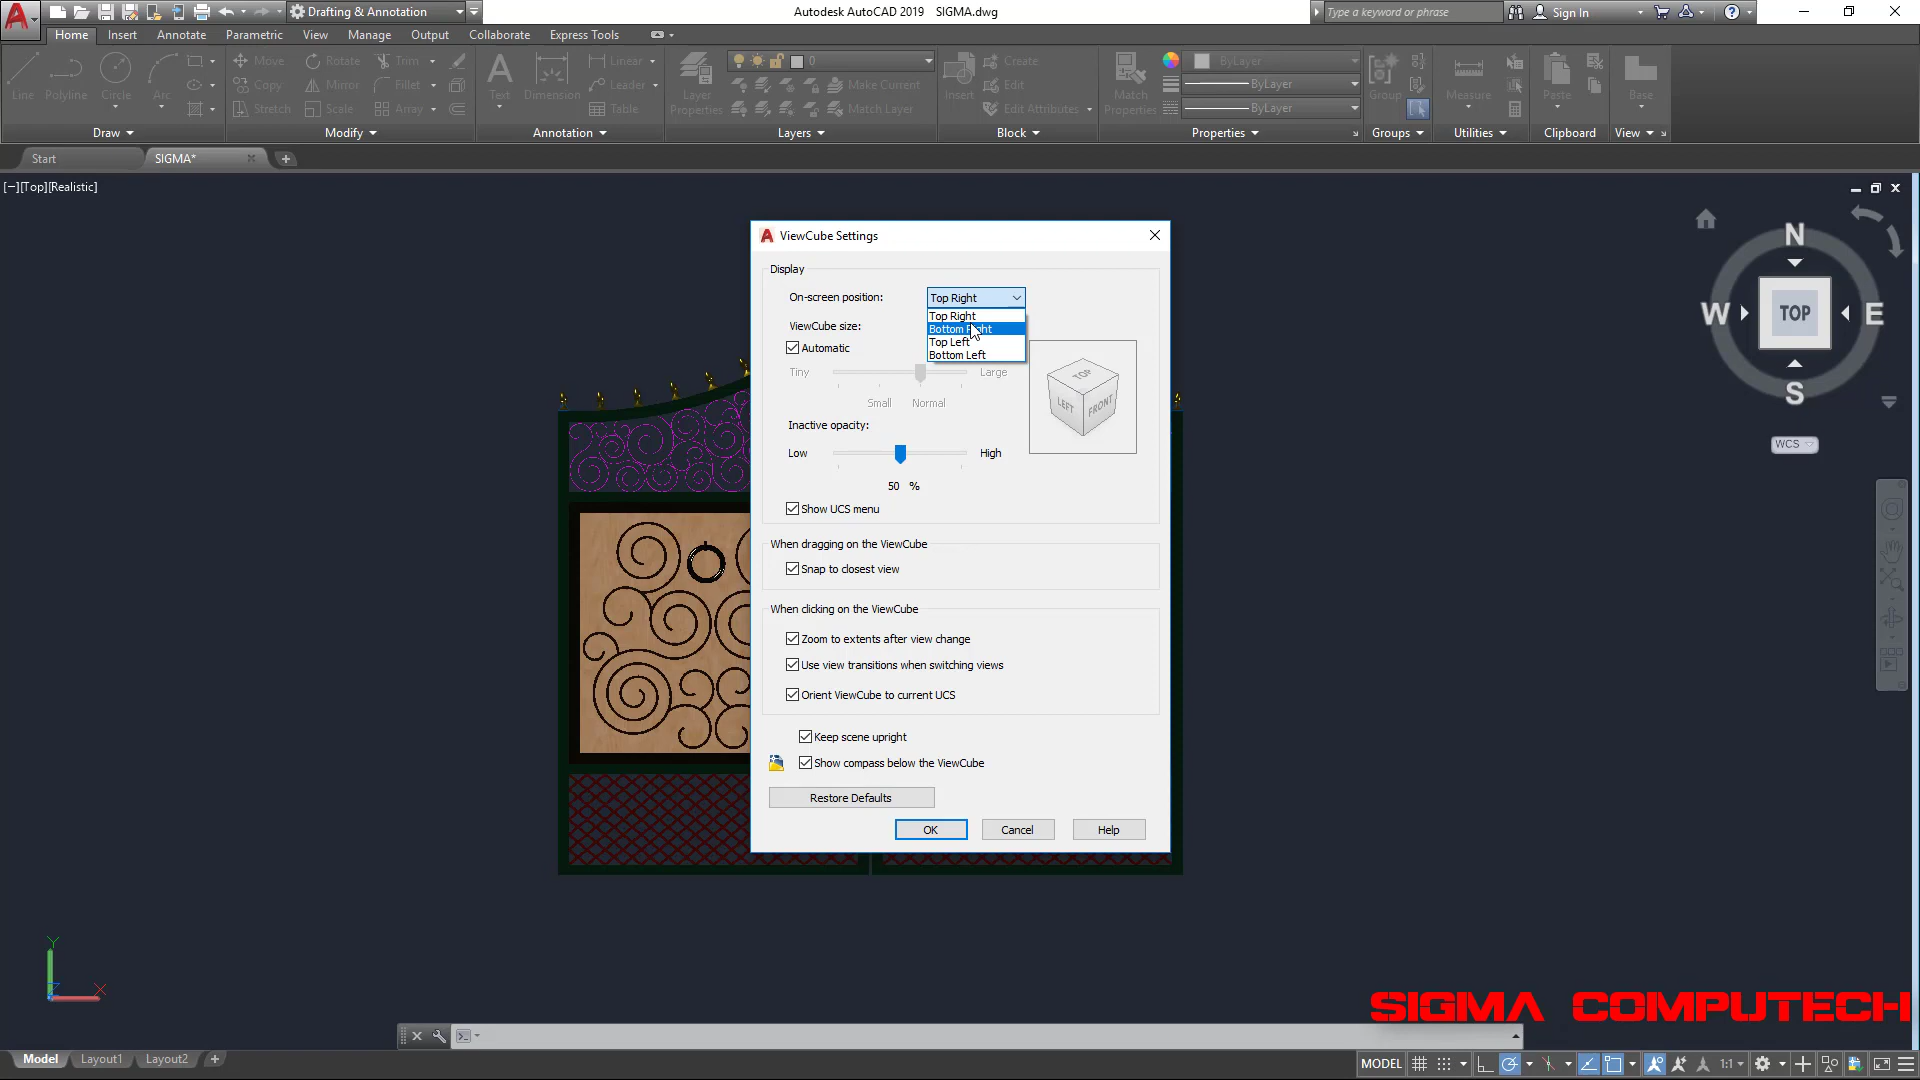 Drafting & Annotation
Autodesk AutoCAD 2019 SIGMA.dwg
Type a keyword or phrase
Sign In
Home Insert Annotate Parametric View Manage Output Collaborate Express Tools
Line Polyline Circle Arc
Move Rotate Trim
Copy Mirror Fillet
Stretch Scale Array
Text Dimension
Linear
Leader
Table
Layer Properties
0
Make Current
Match Layer
Insert
Create
Edit
Edit Attributes
Match Properties
ByLayer
ByLayer
ByLayer
Group
Measure
Paste
Base
Draw Modify Annotation Layers Block Properties Groups Utilities Clipboard View
Start SIGMA*
[−][Top][Realistic]
ViewCube Settings
Display
On-screen position: Top Right
Top Right
Bottom Right
Top Left
Bottom Left
ViewCube size:
Automatic
Tiny Large
Small Normal
Inactive opacity:
Low High
50 %
TOP
LEFT FRONT
Show UCS menu
When dragging on the ViewCube
Snap to closest view
When clicking on the ViewCube
Zoom to extents after view change
Use view transitions when switching views
Orient ViewCube to current UCS
Keep scene upright
Show compass below the ViewCube
Restore Defaults
OK Cancel Help
N
W TOP E
S
WCS
Y
X
SIGMA COMPUTECH
Model Layout1 Layout2
MODEL 1:1